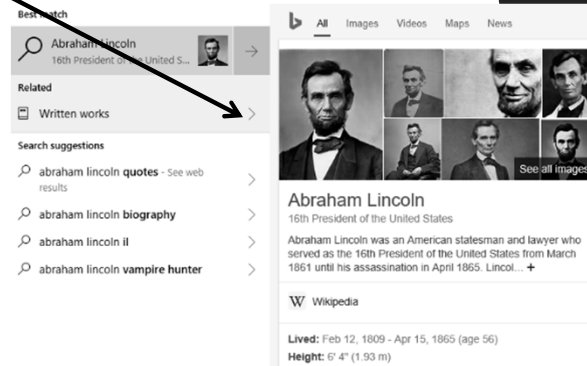 Best match
Abraham Lincoln
16th President of the United S...
Related
Written works
Search suggestions
abraham lincoln quotes - See web
results
abraham lincoln biography
abraham lincoln il
abraham lincoln vampire hunter
All Images Videos Maps News
See all images
Abraham Lincoln
16th President of the United States
Abraham Lincoln was an American statesman and lawyer who
served as the 16th President of the United States from March
1861 until his assassination in April 1865. Lincol... +
W Wikipedia
Lived: Feb 12, 1809 - Apr 15, 1865 (age 56)
Height: 6' 4" (1.93 m)